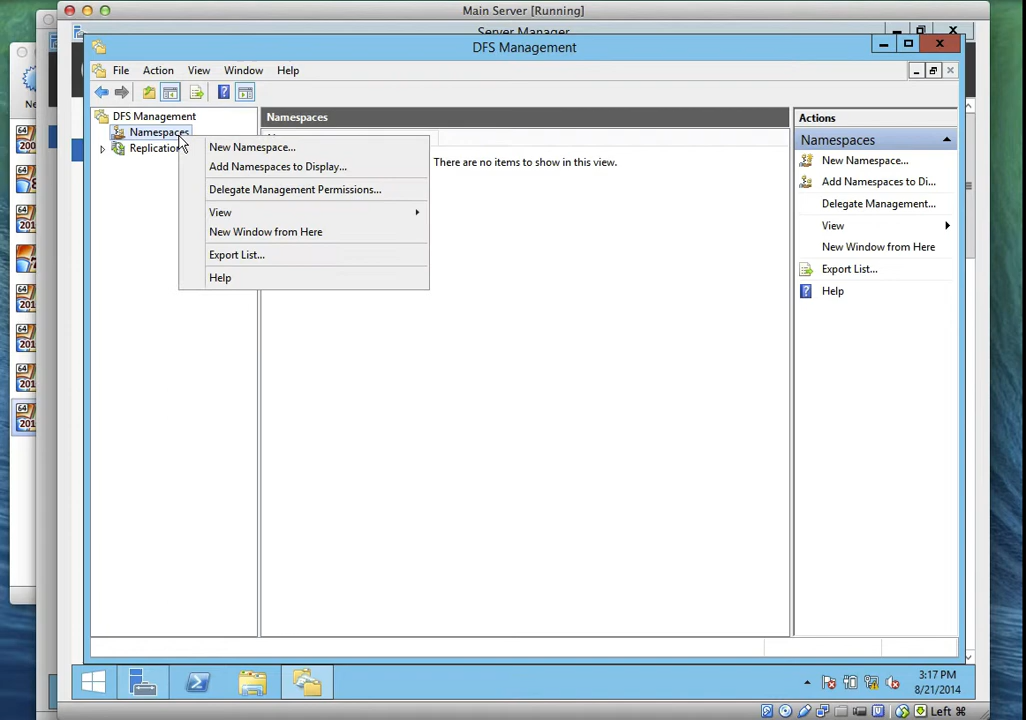 Main Server [Running]
Server Manager
DFS Management
File Action View Window Help
DFS Management
Namespaces
Replication
Namespaces
There are no items to show in this view.
New Namespace...
Add Namespaces to Display...
Delegate Management Permissions...
View
New Window from Here
Export List...
Help
Actions
Namespaces
New Namespace...
Add Namespaces to Di...
Delegate Management...
View
New Window from Here
Export List...
Help
3:17 PM
8/21/2014
Left ⌘